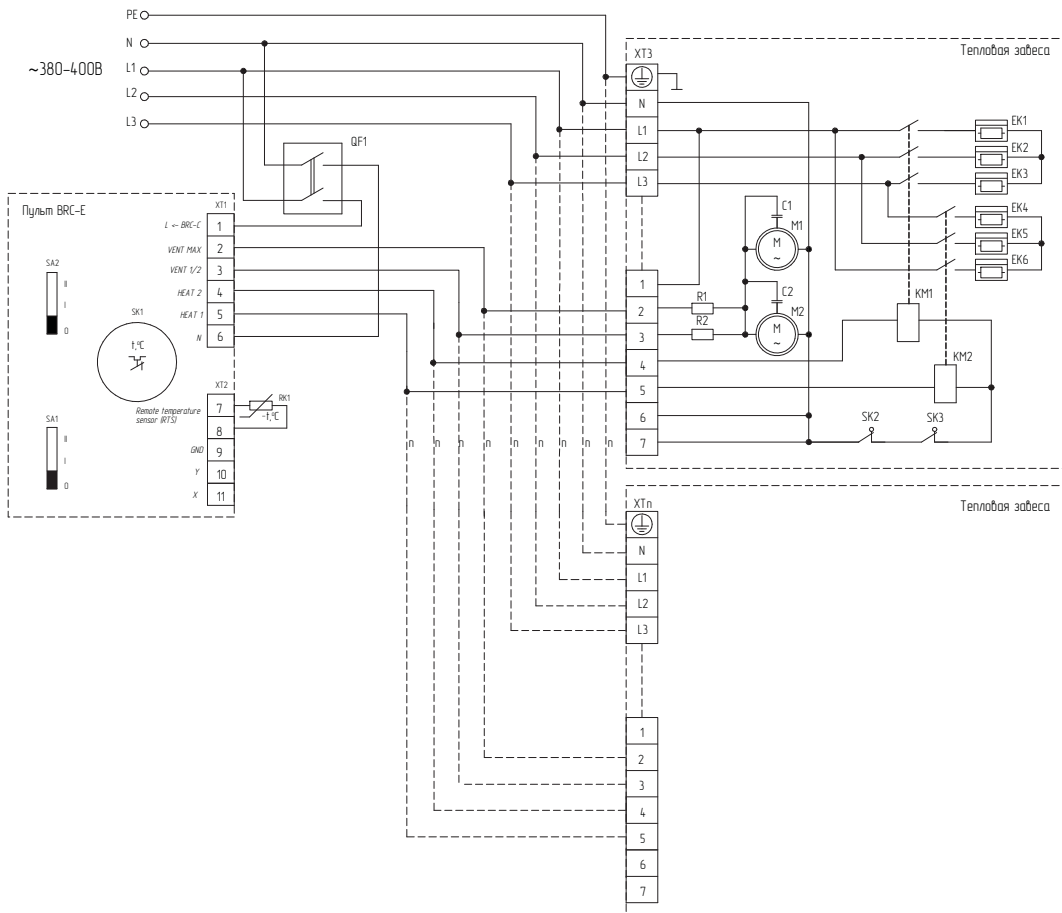 PE
N
~380-400В
L1
L2
L3
QF1
Пульт BRC-E
XT1
L <- BRC-C
1
VENT MAX
2
VENT 1/2
3
HEAT 2
4
HEAT 1
5
N
6
SA2
II
I
0
SK1
t,°C
XT2
Remote temperature
sensor (RTS)
7
8
GND
9
Y
10
X
11
RK1
-t,°C
SA1
II
I
0
n n n n n n n n n
Тепловая завеса
XT3
N
L1
L2
L3
1
2
3
4
5
6
7
EK1
EK2
EK3
EK4
EK5
EK6
C1
M1
M
~
C2
M2
M
~
R1
R2
KM1
KM2
SK2
SK3
Тепловая завеса
XTn
N
L1
L2
L3
1
2
3
4
5
6
7